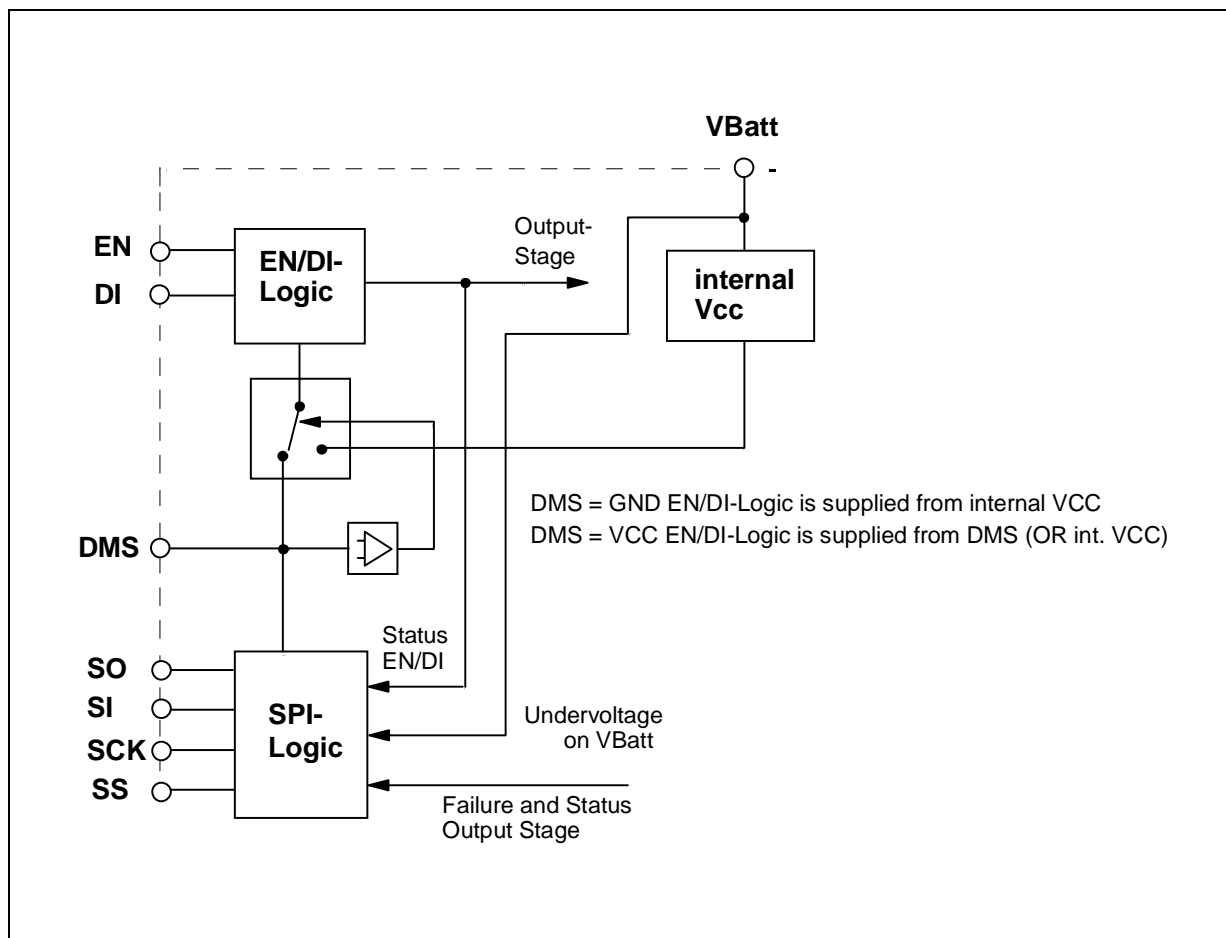 VBatt
-
Output-
Stage
EN
DI
EN/DI-
Logic
internal
Vcc
DMS = GND EN/DI-Logic is supplied from internal VCC
DMS = VCC EN/DI-Logic is supplied from DMS (OR int. VCC)
DMS
Status
EN/DI
SO
SI
SCK
SS
SPI-
Logic
Undervoltage
on VBatt
Failure and Status
Output Stage